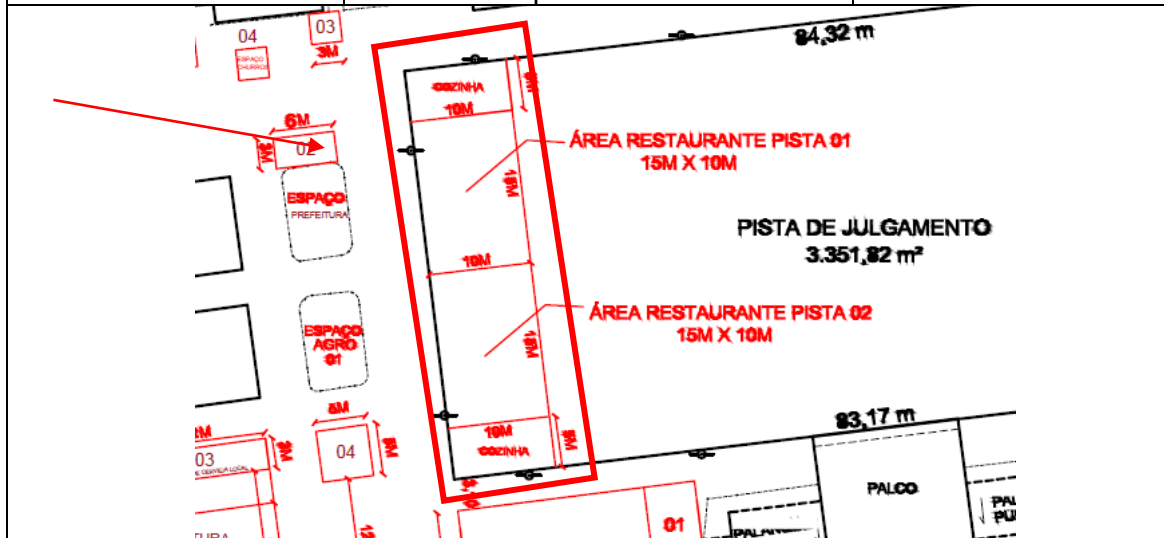 04
03
3M
84,32 m
ESPAÇO
CHURROS
COZINHA
10M
6M
02
3M
ÁREA RESTAURANTE PISTA 01
15M X 10M
15M
ESPAÇO
PREFEITURA
PISTA DE JULGAMENTO
3.351,82 m²
10M
ÁREA RESTAURANTE PISTA 02
15M X 10M
15M
ESPAÇO
AGRO
01
5M
83,17 m
10M
5M
COZINHA
03
3M
04
5M
PALCO
01